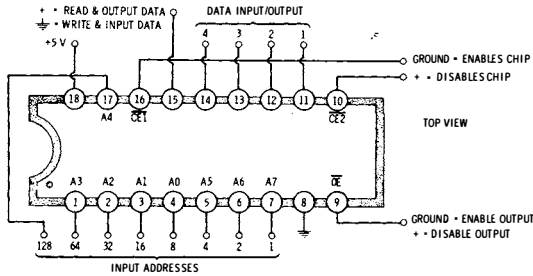 + = READ & OUTPUT DATA
⏚ = WRITE & INPUT DATA
+5 V
DATA INPUT/OUTPUT
4 3 2 1
GROUND = ENABLES CHIP
+ = DISABLES CHIP
18 17 16 15 14 13 12 11 10
A4 CE1 CE2
TOP VIEW
A3 A2 A1 A0 A5 A6 A7 OE
1 2 3 4 5 6 7 8 9
128 64 32 16 8 4 2 1
GROUND = ENABLE OUTPUT
+ = DISABLE OUTPUT
INPUT ADDRESSES